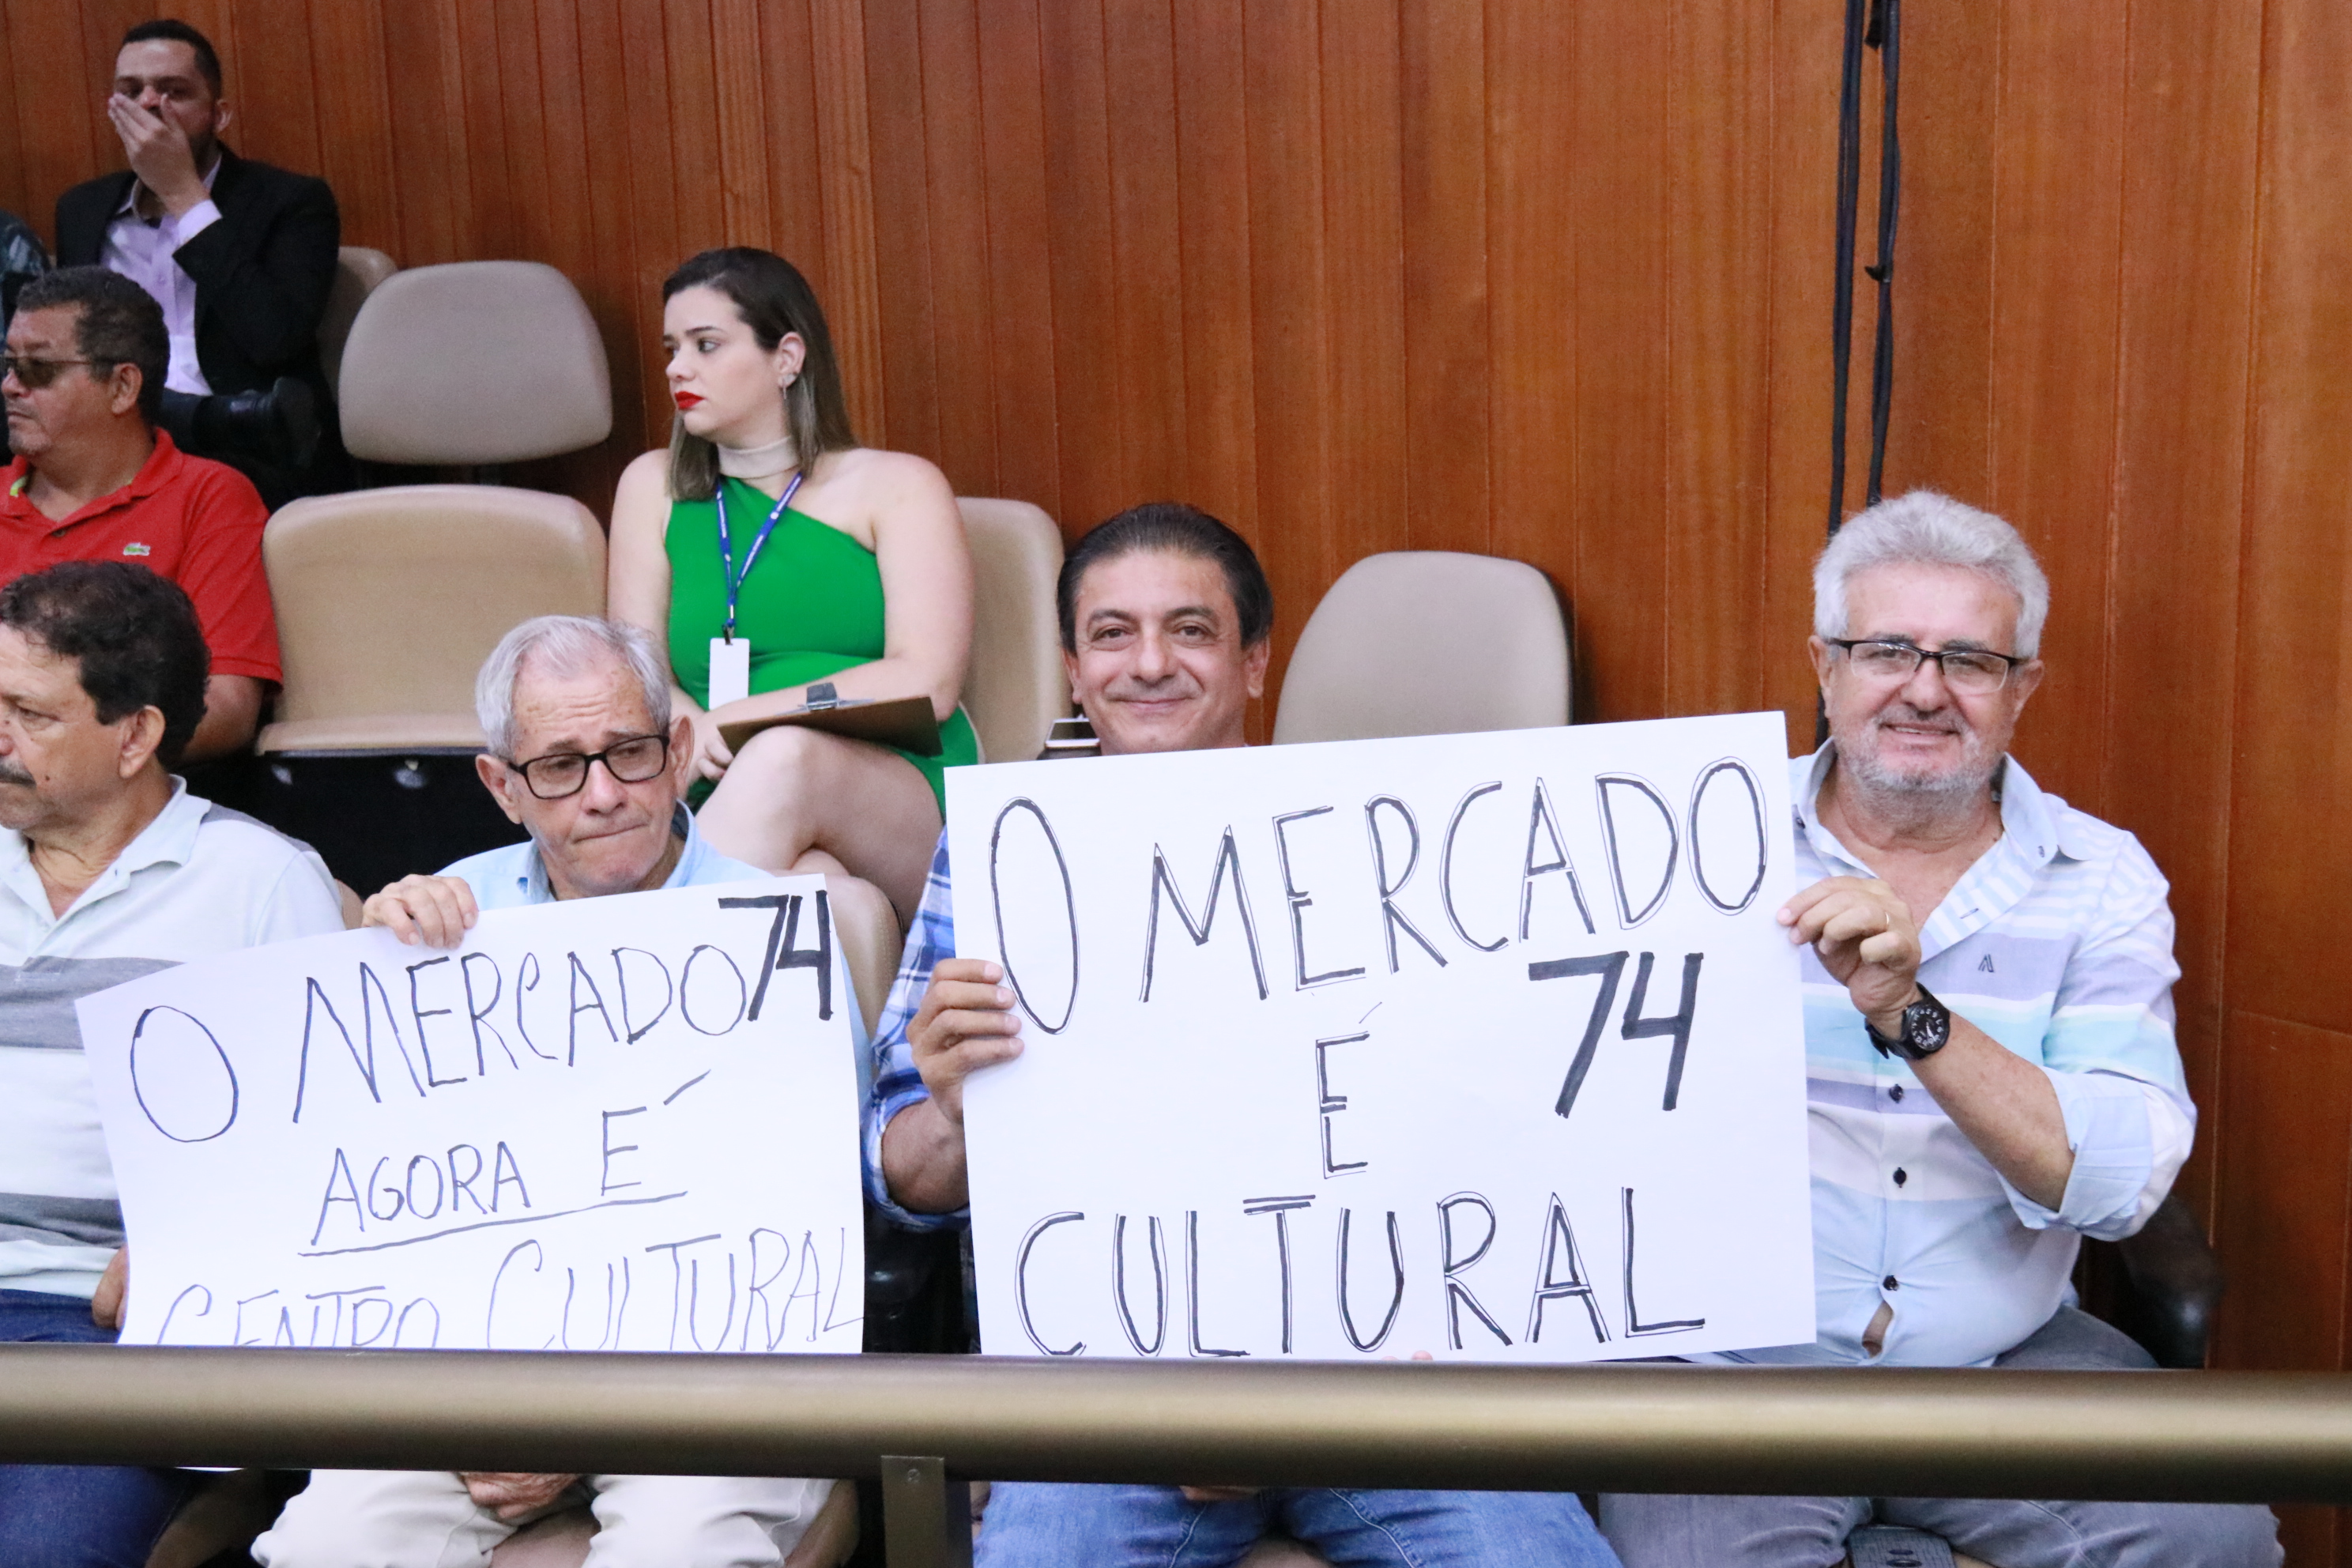 O MERCADO 74
AGORA É
CENTRO CULTURAL
O MERCADO
74
É
CULTURAL